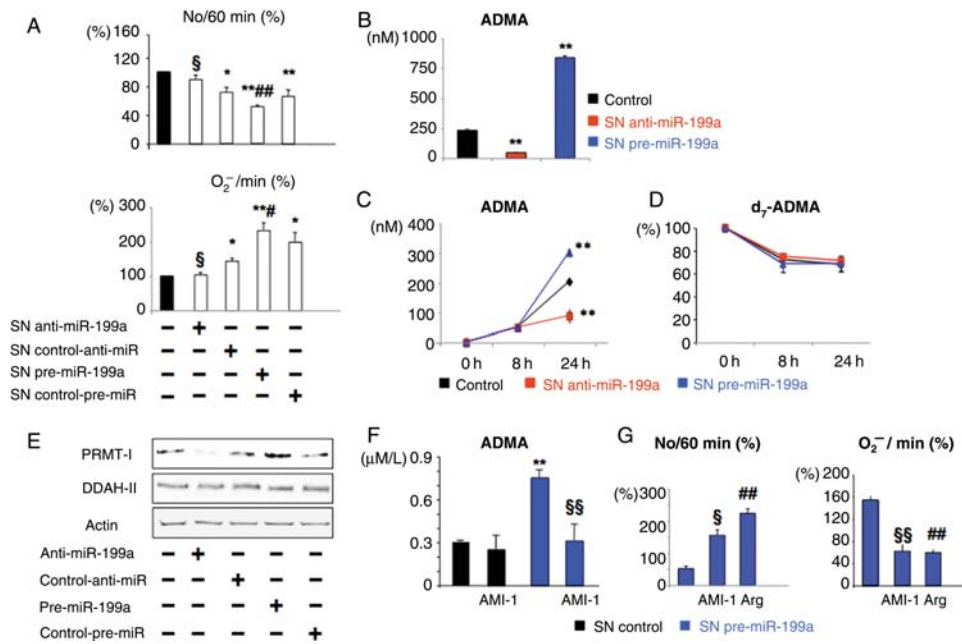 A
No/60 min (%)
(%)
160
120
80
40
0
§
*
**##
**
O₂⁻/min (%)
(%)
300
200
100
0
§
*
**#
*
SN anti-miR-199a − + − − −
SN control-anti-miR − − + − −
SN pre-miR-199a − − − + −
SN control-pre-miR − − − − +
B
ADMA
(nM)
1000
750
500
250
0
**
**
Control
SN anti-miR-199a
SN pre-miR-199a
C
ADMA
(nM)
400
300
200
100
0
**
**
0 h 8 h 24 h
D
d₇-ADMA
(%)
100
80
60
40
20
0
0 h 8 h 24 h
Control SN anti-miR-199a SN pre-miR-199a
E
PRMT-I
DDAH-II
Actin
Anti-miR-199a − + − − −
Control-anti-miR − − + − −
Pre-miR-199a − − − + −
Control-pre-miR − − − − +
F
ADMA
(µM/L)
0.9
0.6
0.3
0
**
§§
AMI-1 AMI-1
G
No/60 min (%)
(%)
300
200
100
0
§
##
AMI-1 Arg
O₂⁻/ min (%)
(%)
200
160
120
80
40
0
§§
##
AMI-1 Arg
SN control SN pre-miR-199a